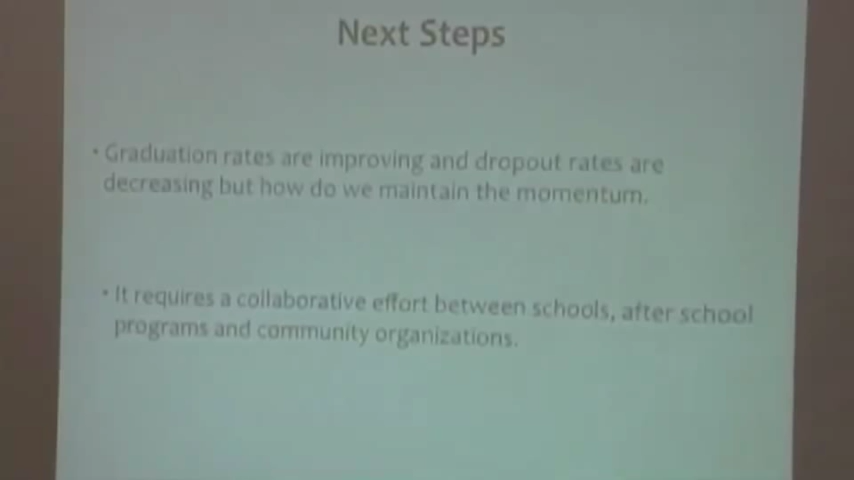 Next Steps
• Graduation rates are improving and dropout rates are
decreasing but how do we maintain the momentum.
• It requires a collaborative effort between schools, after school
programs and community organizations.